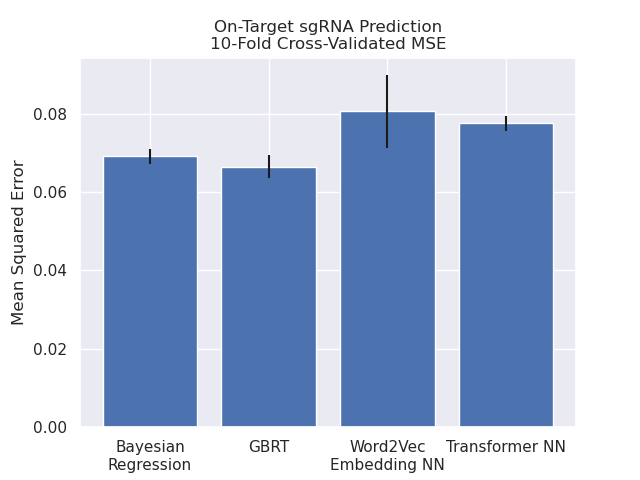 On-Target sgRNA Prediction
10-Fold Cross-Validated MSE
Mean Squared Error
0.08
0.06
0.04
0.02
0.00
Bayesian
Regression
GBRT
Word2Vec
Embedding NN
Transformer NN